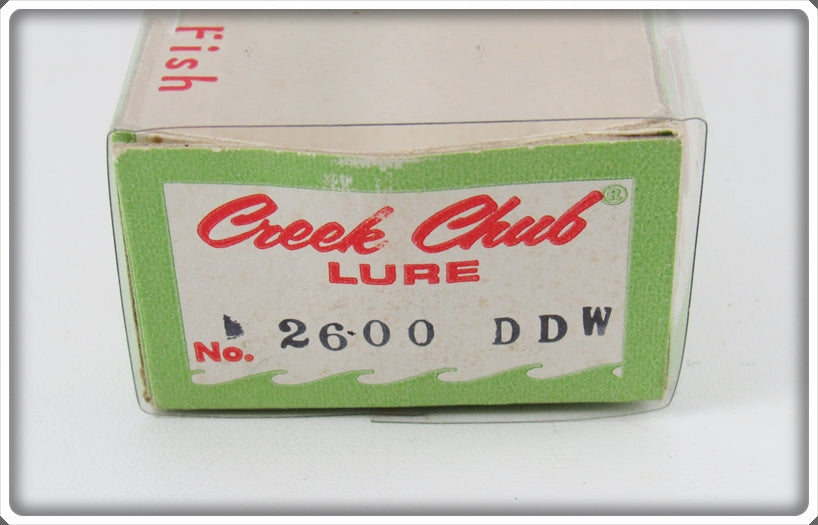 Fish
Creek Chub ®
LURE
No. 2600 DDW